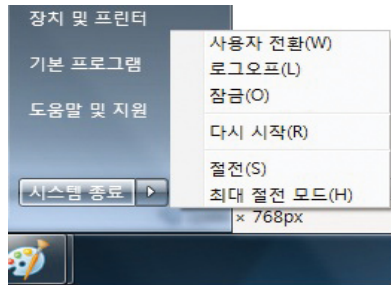 장치 및 프린터
기본 프로그램
도움말 및 지원
시스템 종료
사용자 전환(W)
로그오프(L)
잠금(O)
다시 시작(R)
절전(S)
최대 절전 모드(H)
× 768px